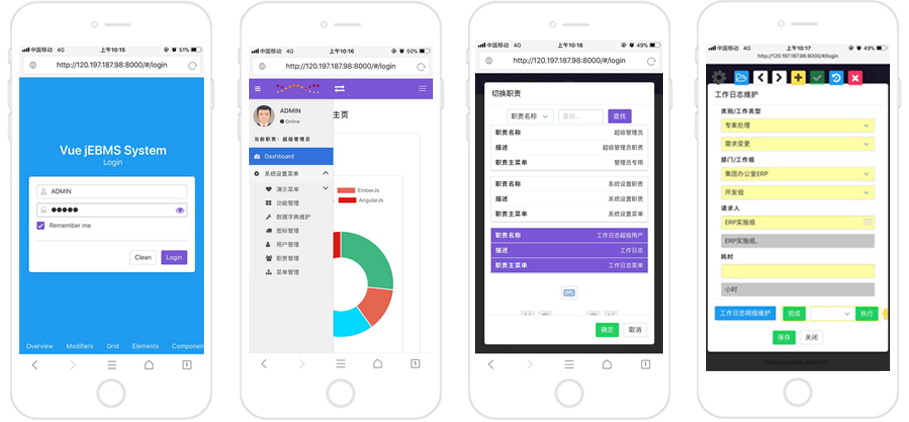 中国移动 4G 上午10:15 51%
http://120.197.187.98:8000/#/login
Vue jEBMS System
Login
ADMIN
Remember me
Clean Login
Overview Modifiers Grid Elements Componen
1
中国移动 4G 上午10:16 50%
http://120.197.187.98:8000/#/login
ADMIN
Online
主页
当前职责：超级管理员
Dashboard
系统设置菜单
演示菜单
功能管理
数据字典维护
图标管理
用户管理
职责管理
菜单管理
EmberJs
AngularJs
1
中国移动 4G 上午10:16 49%
http://120.197.187.98:8000/#/login
切换职责
职责名称 查找... 查找
职责名称 超级管理员
描述 超级管理员职责
职责主菜单 管理员专用
职责名称 系统设置职责
描述 系统设置职责
职责主菜单 系统设置菜单
职责名称 工作日志超级用户
描述 工作日志
职责主菜单 工作日志菜单
确定 取消
1
中国移动 4G 上午10:17 49%
http://120.197.187.98:8000/#/login
工作日志维护
类别/工作类型
专案处理
需求变更
部门/工作组
集团办公室ERP
开发组
请求人
ERP实施组
ERP实施组,
耗时
小时
工作日志明细维护 完成 执行
保存 关闭